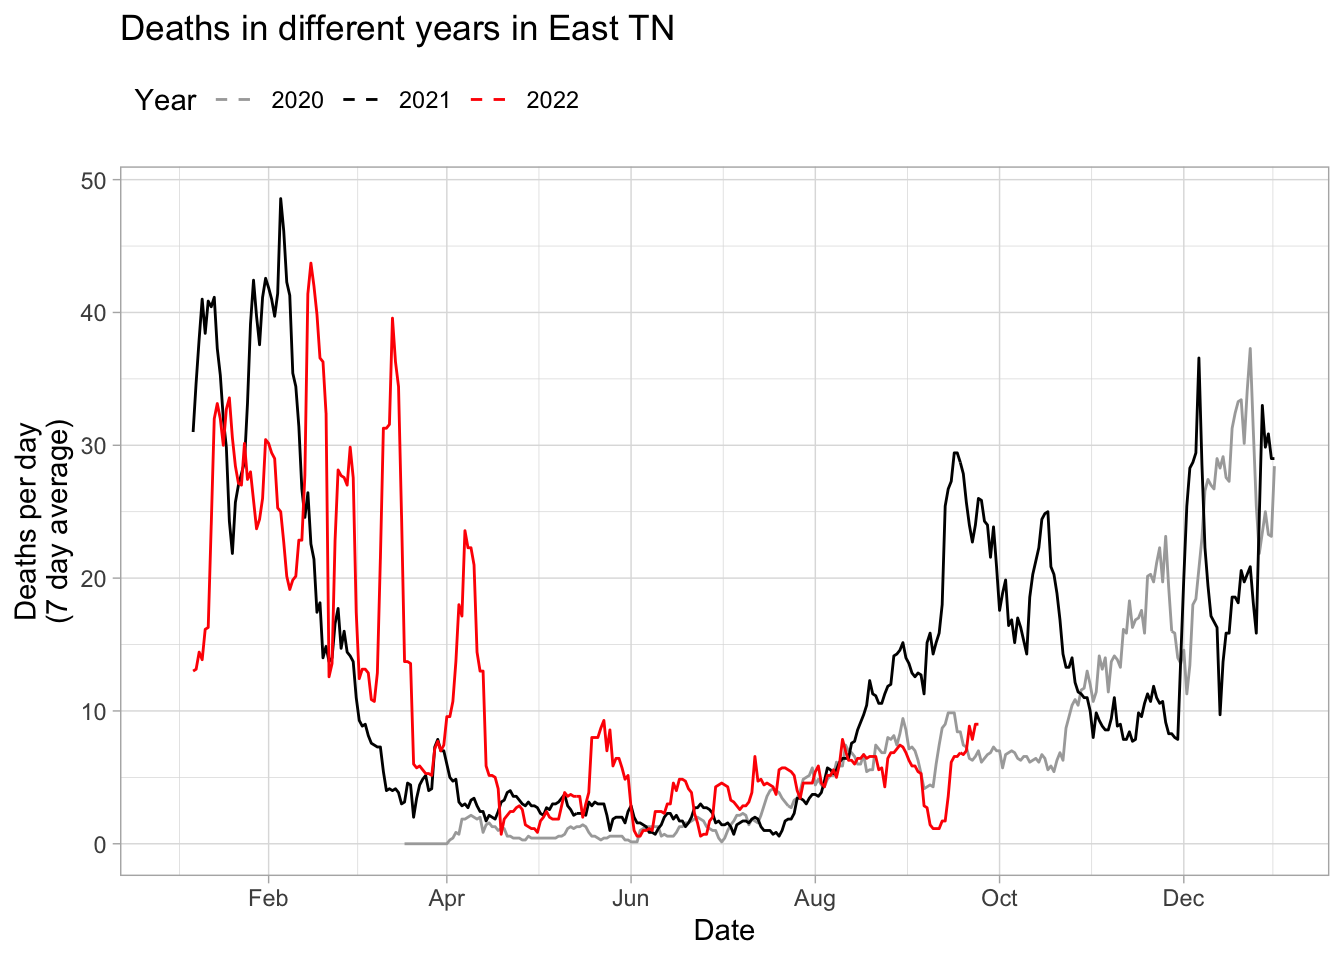 Deaths in different years in East TN
Year 2020 2021 2022
50
40
30
20
10
0
Deaths per day
(7 day average)
Feb Apr Jun Aug Oct Dec
Date